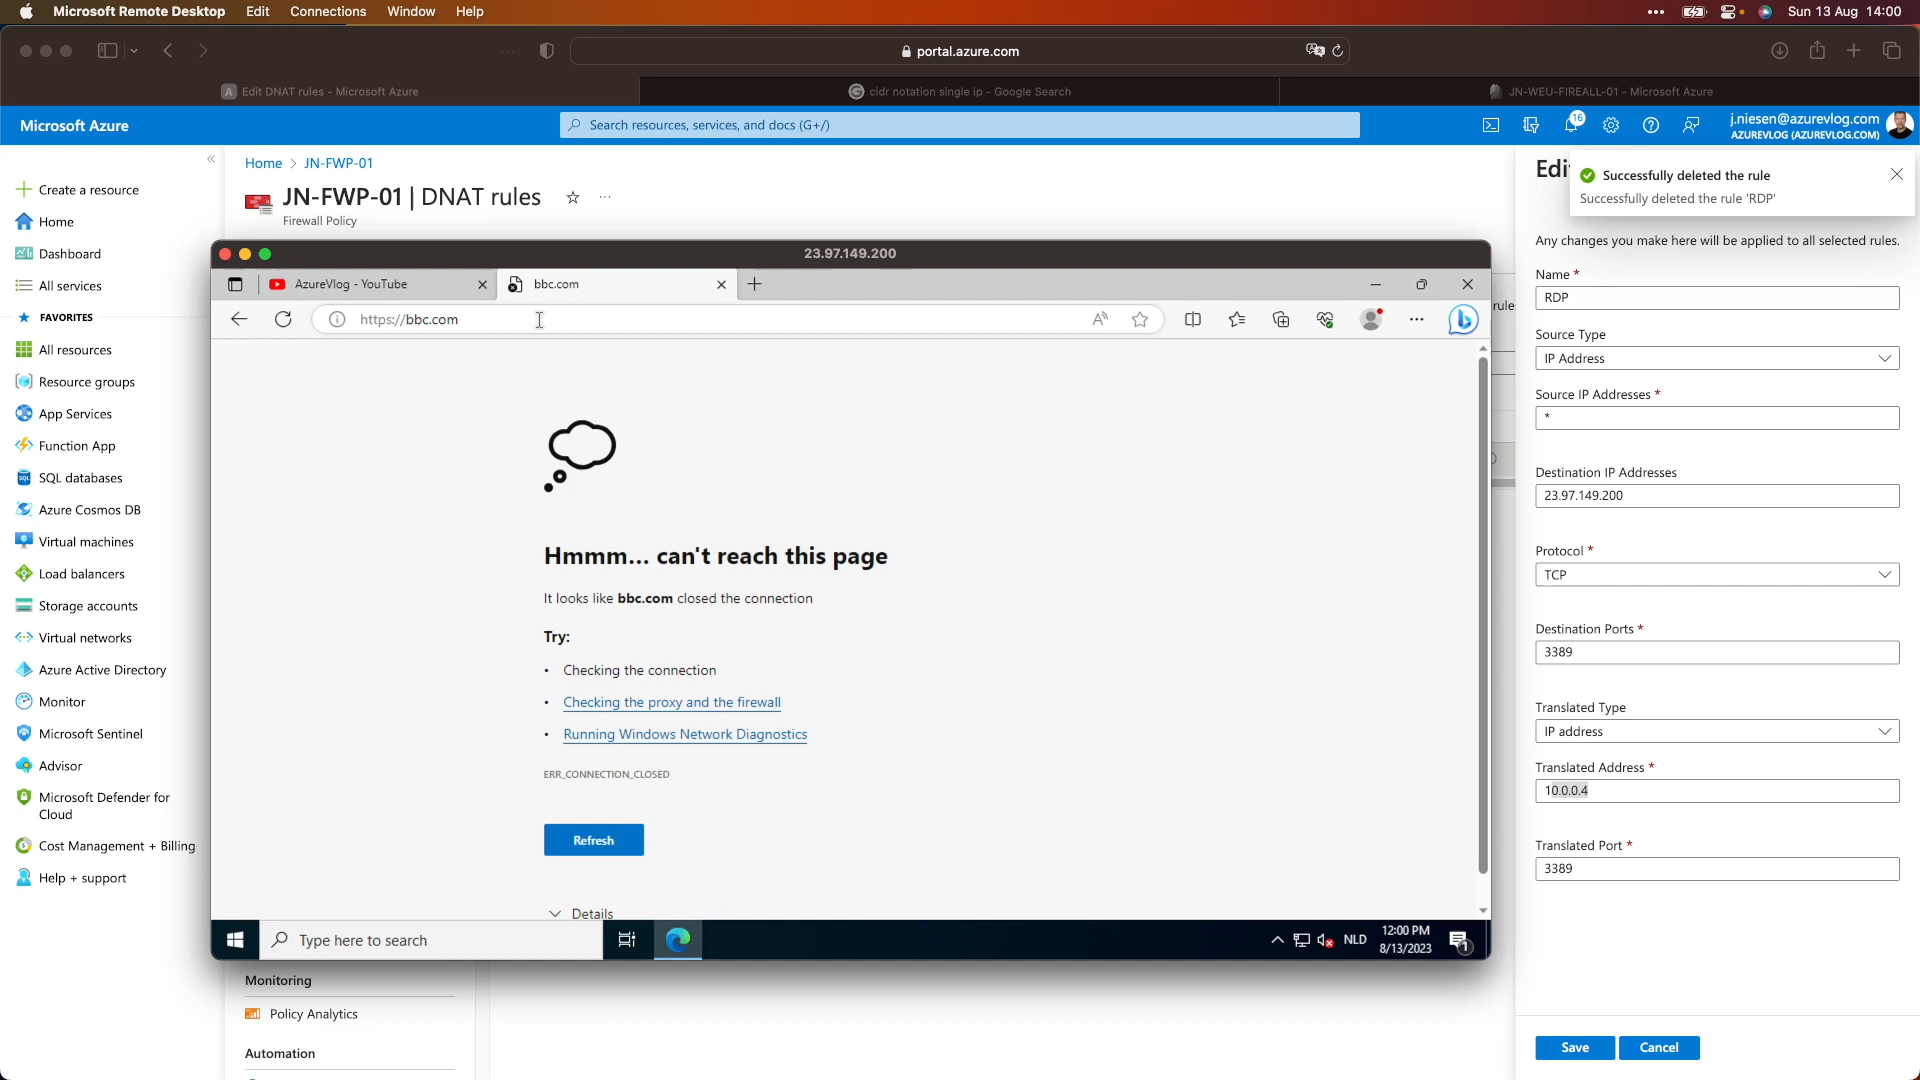 Microsoft Remote Desktop Edit Connections Window Help
Sun 13 Aug 14:00
portal.azure.com
Edit DNAT rules - Microsoft Azure
cidr notation single ip - Google Search
JN-WEU-FIREALL-01 - Microsoft Azure
Microsoft Azure
Search resources, services, and docs (G+/)
16
j.niesen@azurevlog.com
AZUREVLOG (AZUREVLOG.COM)
Create a resource
Home
Dashboard
All services
FAVORITES
All resources
Resource groups
App Services
Function App
SQL databases
Azure Cosmos DB
Virtual machines
Load balancers
Storage accounts
Virtual networks
Azure Active Directory
Monitor
Microsoft Sentinel
Advisor
Microsoft Defender for
Cloud
Cost Management + Billing
Help + support
Home > JN-FWP-01
JN-FWP-01 | DNAT rules
Firewall Policy
23.97.149.200
AzureVlog - YouTube
bbc.com
https://bbc.com
Hmmm... can't reach this page
It looks like bbc.com closed the connection
Try:
• Checking the connection
• Checking the proxy and the firewall
• Running Windows Network Diagnostics
ERR_CONNECTION_CLOSED
Refresh
Details
Type here to search
NLD
12:00 PM
8/13/2023
1
Monitoring
Policy Analytics
Automation
Successfully deleted the rule
Successfully deleted the rule 'RDP'
Any changes you make here will be applied to all selected rules.
Name *
RDP
Source Type
IP Address
Source IP Addresses *
*
Destination IP Addresses
23.97.149.200
Protocol *
TCP
Destination Ports *
3389
Translated Type
IP address
Translated Address *
10.0.0.4
Translated Port *
3389
Save
Cancel